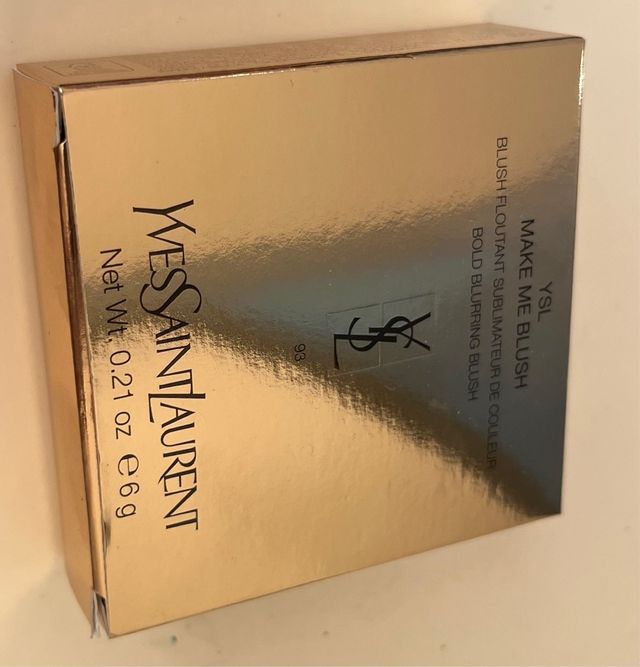 YSL
MAKE ME BLUSH
BLUSH FLOUTANT SUBLIMATEUR DE COULEUR
BOLD BLURRING BLUSH
YSL
93
YVESSAINTLAURENT
Net Wt. 0.21 oz ℮ 6 g